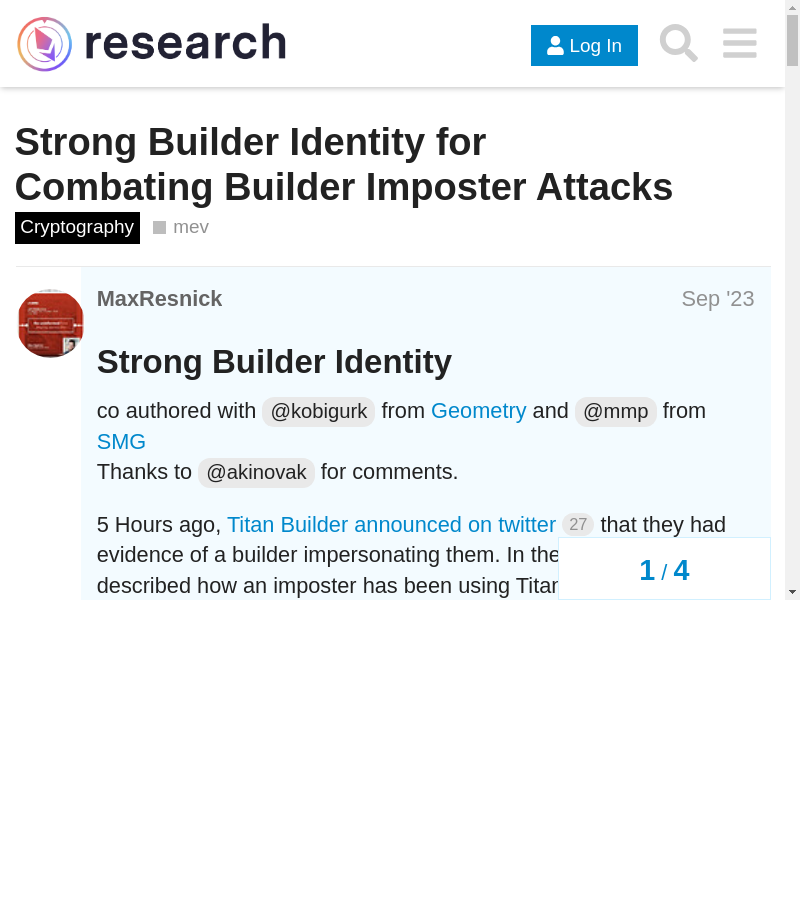 research
Log In
Strong Builder Identity for
Combating Builder Imposter Attacks
Cryptography
mev
MaxResnick
Sep '23
Strong Builder Identity
co authored with @kobigurk from Geometry and @mmp from
SMG
Thanks to @akinovak for comments.
5 Hours ago, Titan Builder announced on twitter 27 that they had
evidence of a builder impersonating them. In the
described how an imposter has been using Titan
1 / 4